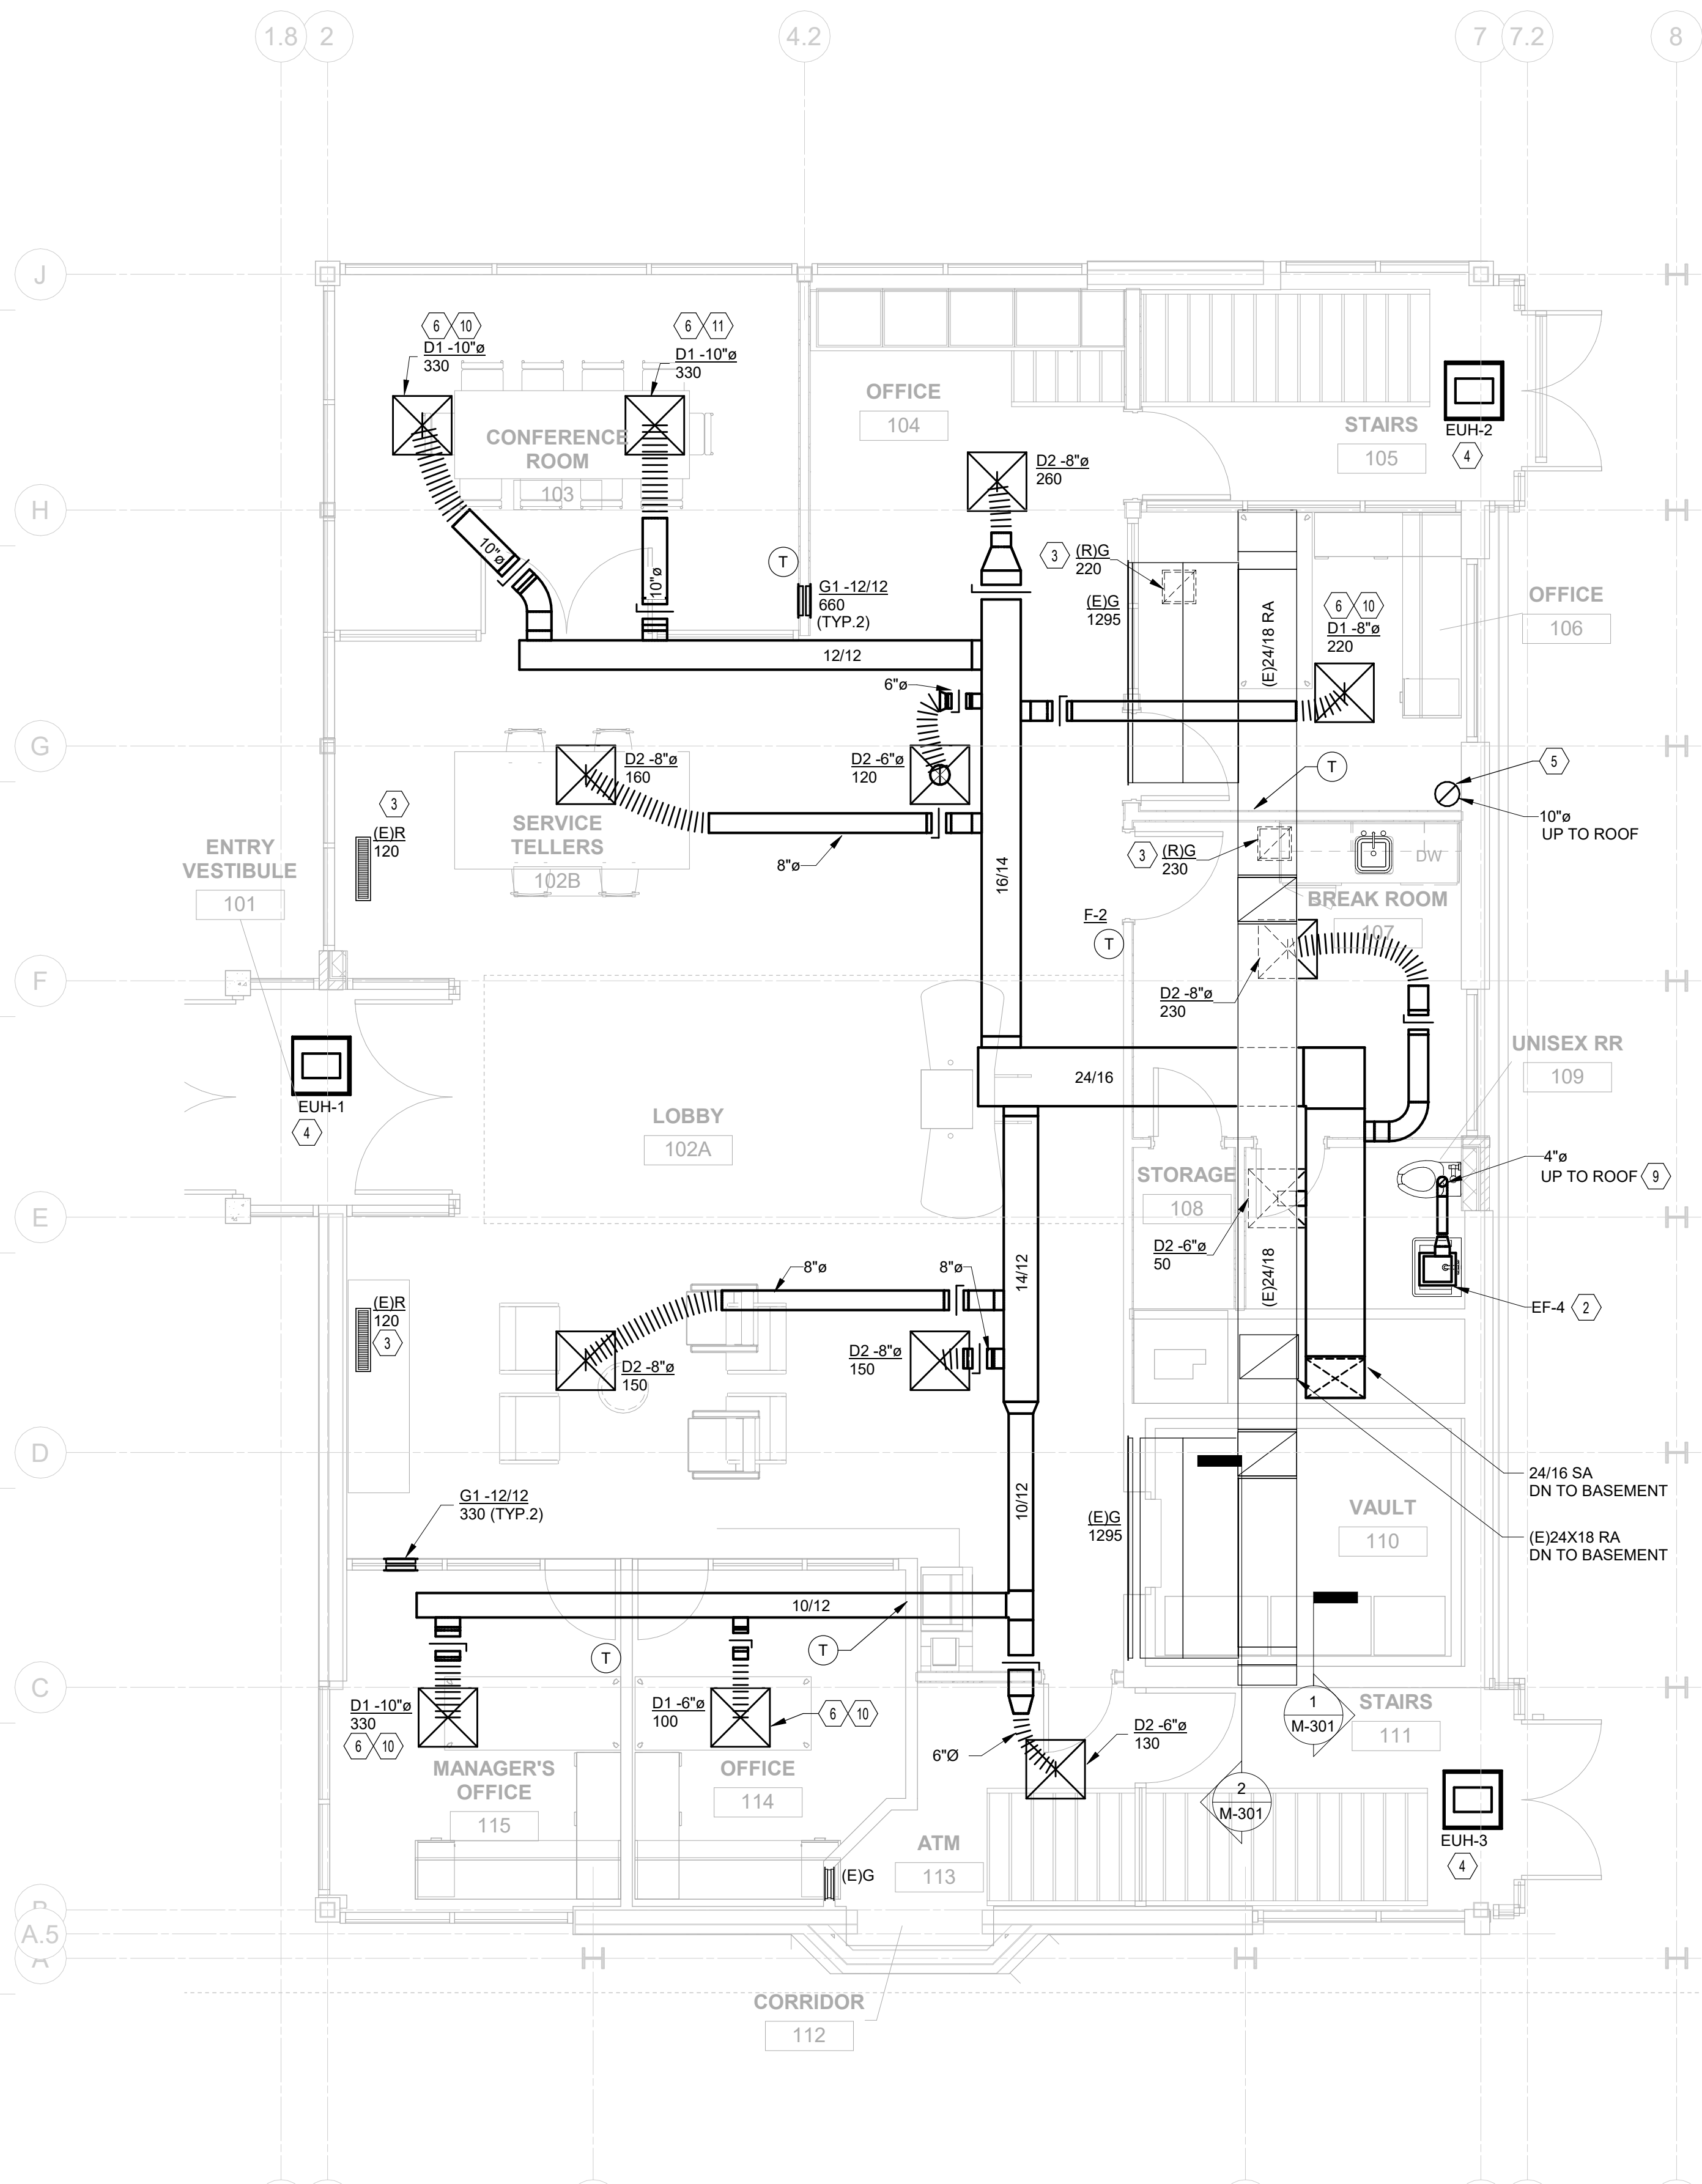 1.8
2
4.2
7
7.2
8
J
6
10
D1 -10"ø
330
6
11
D1 -10"ø
330
CONFERENCE
ROOM
103
OFFICE
104
STAIRS
105
EUH-2
4
H
D2 -8"ø
260
10"ø
10"ø
T
G1 -12/12
660
(TYP.2)
3
(R)G
220
(E)G
1295
(E)24/18 RA
6
10
D1 -8"ø
220
OFFICE
106
12/12
6"ø
G
D2 -8"ø
160
D2 -6"ø
120
T
5
10"ø
UP TO ROOF
3
(E)R
120
SERVICE
TELLERS
102B
8"ø
16/14
ENTRY
VESTIBULE
101
3
(R)G
230
DW
BREAK ROOM
107
F-2
T
F
D2 -8"ø
230
24/16
UNISEX RR
109
EUH-1
4
LOBBY
102A
STORAGE
108
4"ø
UP TO ROOF
9
E
D2 -6"ø
50
(E)24/18
14/12
8"ø
8"ø
EF-4
2
(E)R
120
3
D2 -8"ø
150
D2 -8"ø
150
D
10/12
24/16 SA
DN TO BASEMENT
(E)24X18 RA
DN TO BASEMENT
G1 -12/12
330 (TYP.2)
(E)G
1295
VAULT
110
10/12
T
T
C
D1 -10"ø
330
6
10
D1 -6"ø
100
6
10
6"Ø
D2 -6"ø
130
1
M-301
STAIRS
111
MANAGER'S
OFFICE
115
OFFICE
114
2
M-301
EUH-3
4
ATM
113
(E)G
B
A.5
A
CORRIDOR
112